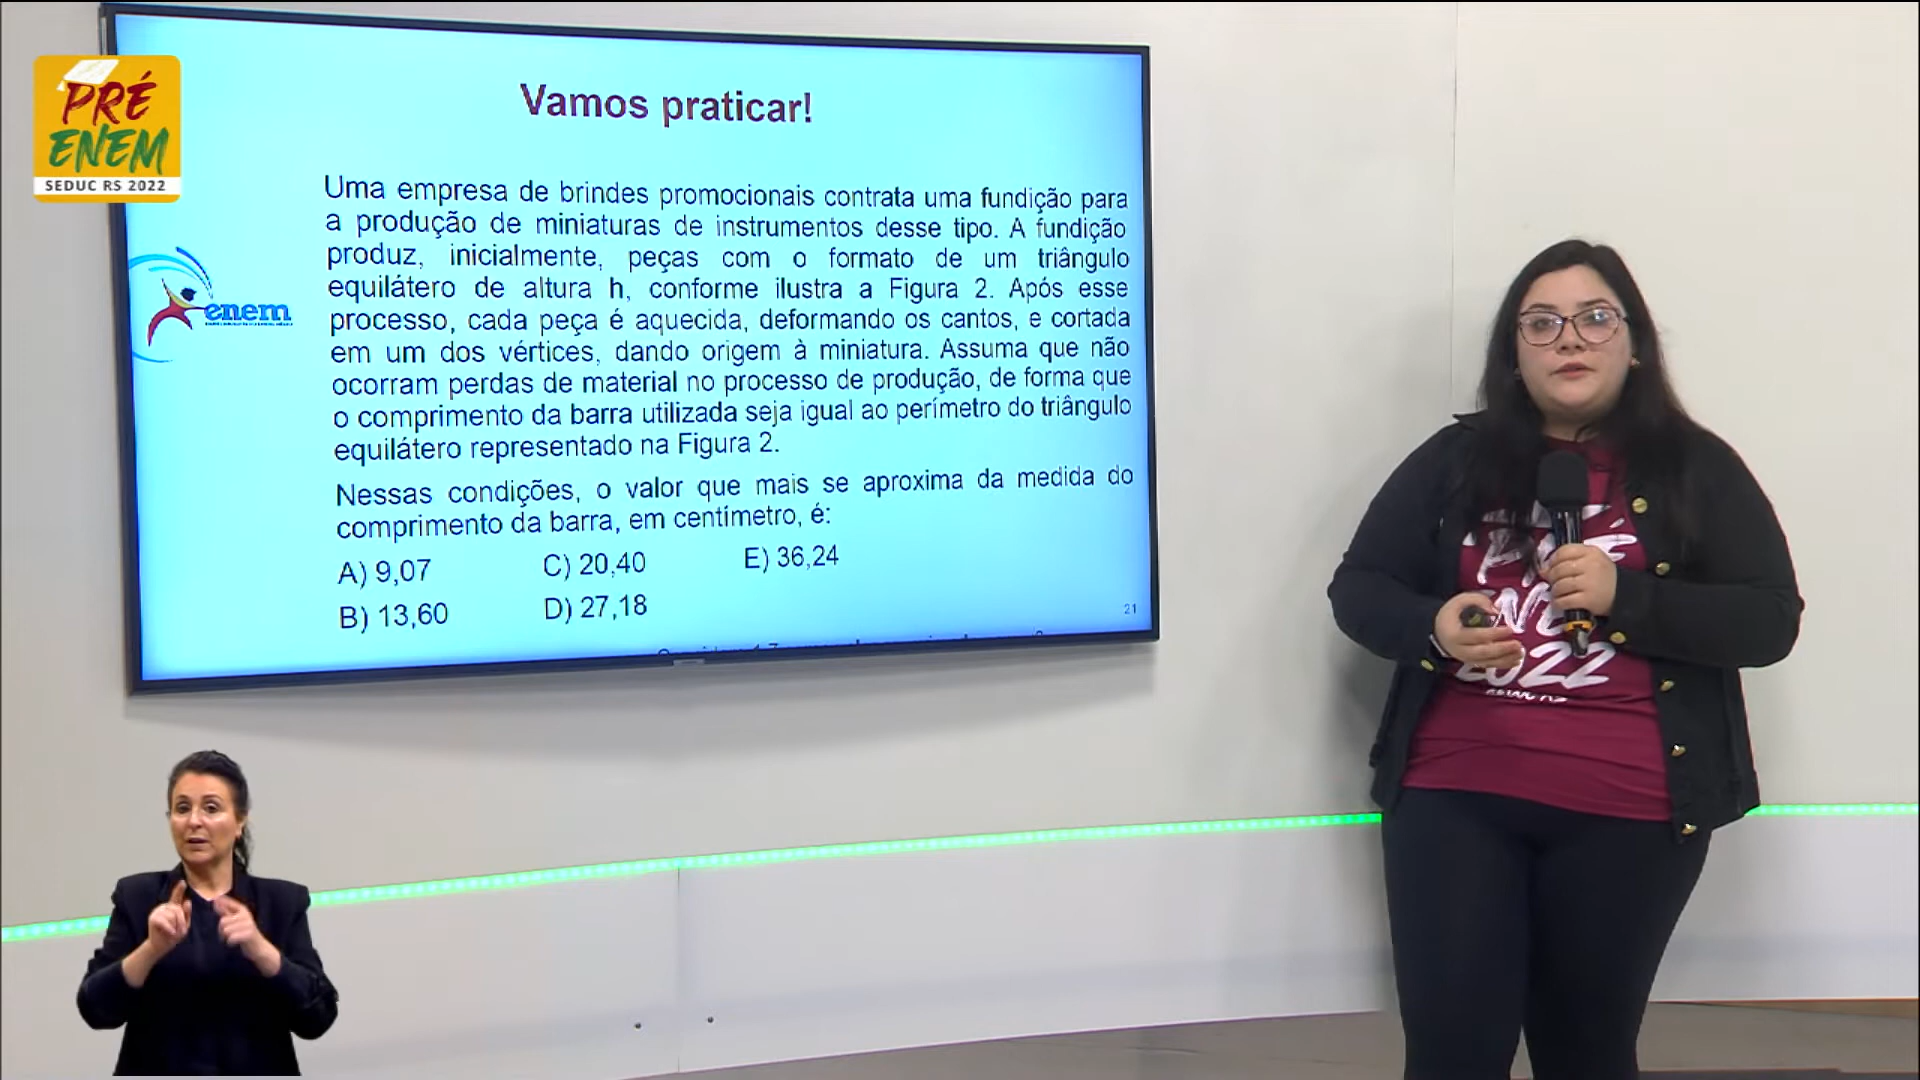 PRÉ
ENEM
SEDUC RS 2022
Vamos praticar!
Uma empresa de brindes promocionais contrata uma fundição para
a produção de miniaturas de instrumentos desse tipo. A fundição
produz, inicialmente, peças com o formato de um triângulo
equilátero de altura h, conforme ilustra a Figura 2. Após esse
processo, cada peça é aquecida, deformando os cantos, e cortada
em um dos vértices, dando origem à miniatura. Assuma que não
ocorram perdas de material no processo de produção, de forma que
o comprimento da barra utilizada seja igual ao perímetro do triângulo
equilátero representado na Figura 2.
enem
Nessas condições, o valor que mais se aproxima da medida do
comprimento da barra, em centímetro, é:
A) 9,07 C) 20,40 E) 36,24
B) 13,60 D) 27,18
21
2022